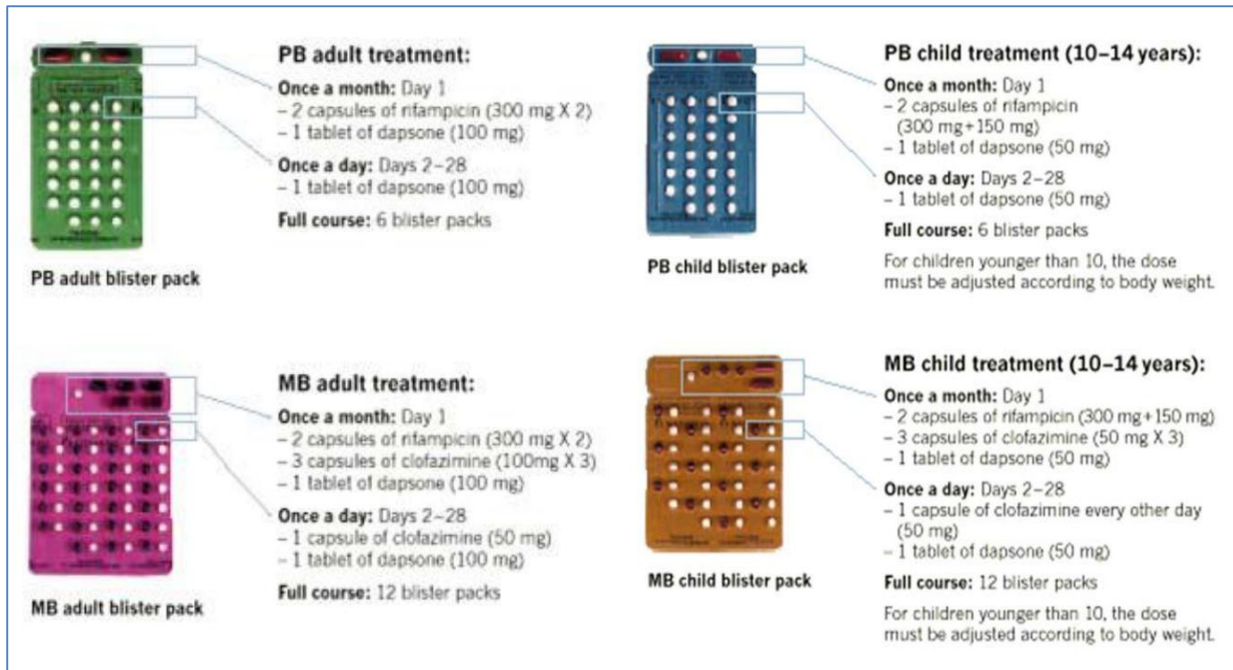 PB adult treatment:
Once a month: Day 1
– 2 capsules of rifampicin (300 mg X 2)
– 1 tablet of dapsone (100 mg)
Once a day: Days 2–28
– 1 tablet of dapsone (100 mg)
Full course: 6 blister packs
PB adult blister pack
PB child treatment (10–14 years):
Once a month: Day 1
– 2 capsules of rifampicin
(300 mg+150 mg)
– 1 tablet of dapsone (50 mg)
Once a day: Days 2–28
– 1 tablet of dapsone (50 mg)
Full course: 6 blister packs
For children younger than 10, the dose
must be adjusted according to body weight.
PB child blister pack
MB adult treatment:
Once a month: Day 1
– 2 capsules of rifampicin (300 mg X 2)
– 3 capsules of clofazimine (100mg X 3)
– 1 tablet of dapsone (100 mg)
Once a day: Days 2–28
– 1 capsule of clofazimine (50 mg)
– 1 tablet of dapsone (100 mg)
Full course: 12 blister packs
MB adult blister pack
MB child treatment (10–14 years):
Once a month: Day 1
– 2 capsules of rifampicin (300 mg+150 mg)
– 3 capsules of clofazimine (50 mg X 3)
– 1 tablet of dapsone (50 mg)
Once a day: Days 2–28
– 1 capsule of clofazimine every other day
(50 mg)
– 1 tablet of dapsone (50 mg)
Full course: 12 blister packs
For children younger than 10, the dose
must be adjusted according to body weight.
MB child blister pack